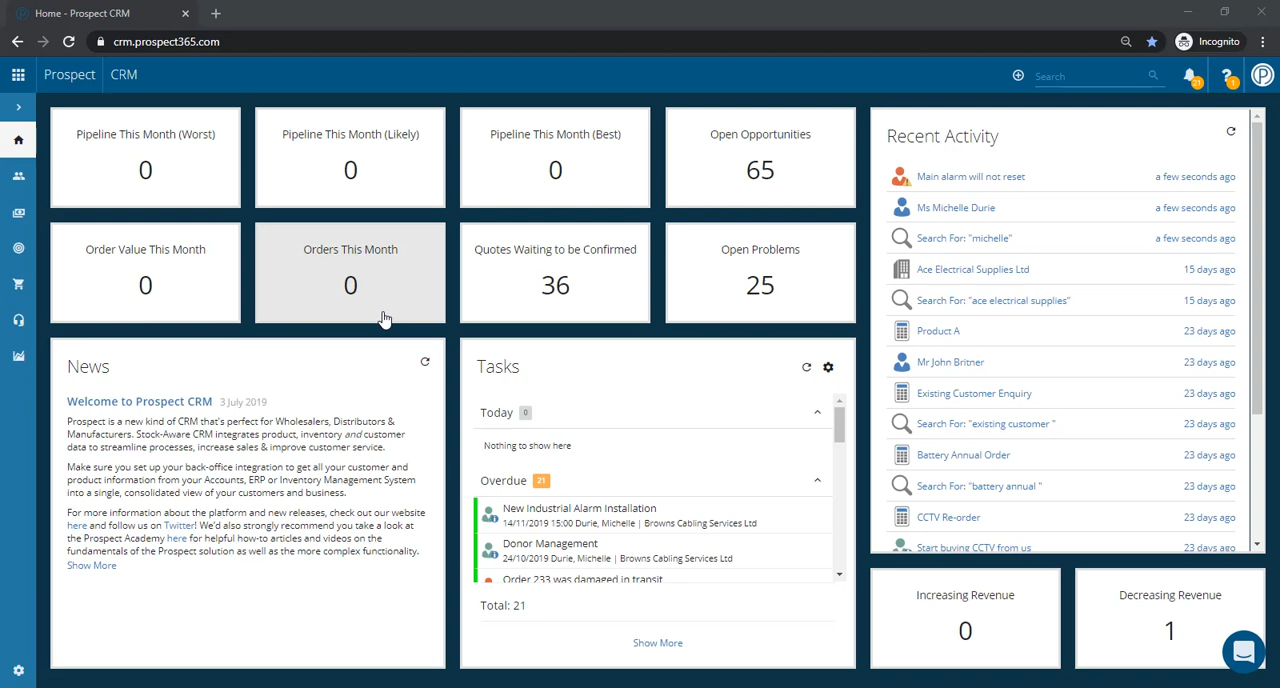 Home - Prospect CRM
crm.prospect365.com
Incognito
Prospect
CRM
Search
21
1
Pipeline This Month (Worst)
0
Pipeline This Month (Likely)
0
Pipeline This Month (Best)
0
Open Opportunities
65
Order Value This Month
0
Orders This Month
0
Quotes Waiting to be Confirmed
36
Open Problems
25
News
Welcome to Prospect CRM 3 July 2019
Prospect is a new kind of CRM that's perfect for Wholesalers, Distributors &
Manufacturers. Stock-Aware CRM integrates product, inventory and customer
data to streamline processes, increase sales & improve customer service.
Make sure you set up your back-office integration to get all your customer and
product information from your Accounts, ERP or Inventory Management System
into a single, consolidated view of your customers and business.
For more information about the platform and new releases, check out our website
here and follow us on Twitter! We'd also strongly recommend you take a look at
the Prospect Academy here for helpful how-to articles and videos on the
fundamentals of the Prospect solution as well as the more complex functionality.
Show More
Tasks
Today 0
Nothing to show here
Overdue 21
New Industrial Alarm Installation
14/11/2019 15:00 Durie, Michelle | Browns Cabling Services Ltd
Donor Management
24/10/2019 Durie, Michelle | Browns Cabling Services Ltd
Order 233 was damaged in transit
Total: 21
Show More
Recent Activity
Main alarm will not reset a few seconds ago
Ms Michelle Durie a few seconds ago
Search For: "michelle" a few seconds ago
Ace Electrical Supplies Ltd 15 days ago
Search For: "ace electrical supplies" 15 days ago
Product A 23 days ago
Mr John Britner 23 days ago
Existing Customer Enquiry 23 days ago
Search For: "existing customer " 23 days ago
Battery Annual Order 23 days ago
Search For: "battery annual " 23 days ago
CCTV Re-order 23 days ago
Start buying CCTV from us 23 days ago
Increasing Revenue
0
Decreasing Revenue
1